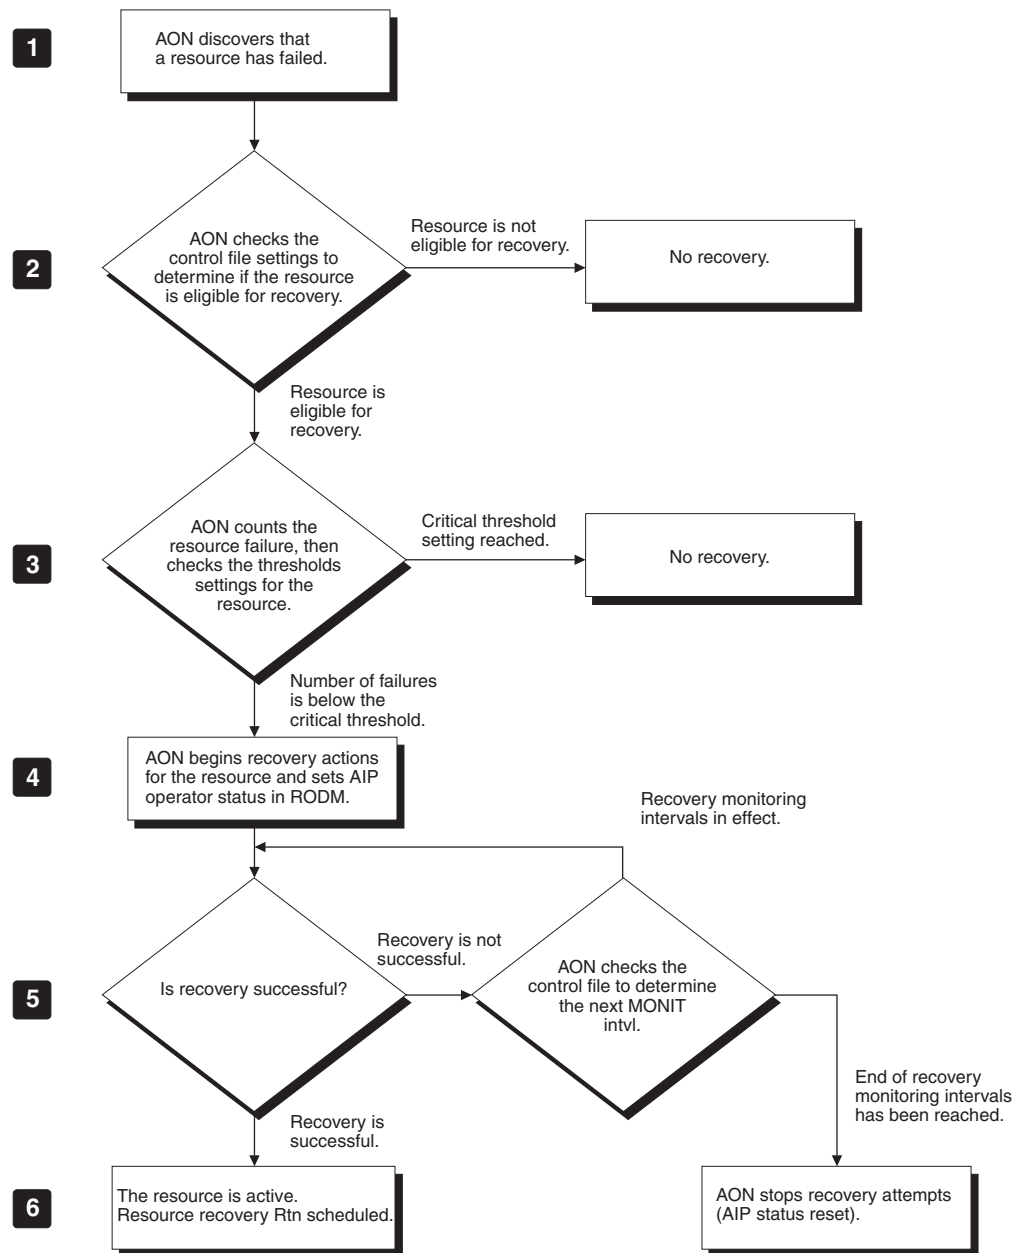 1
AON discovers that
a resource has failed.
2
AON checks the
control file settings to
determine if the resource
is eligible for recovery.
Resource is not
eligible for recovery.
No recovery.
Resource is
eligible for
recovery.
3
AON counts the
resource failure, then
checks the thresholds
settings for the
resource.
Critical threshold
setting reached.
No recovery.
Number of failures
is below the
critical threshold.
4
AON begins recovery actions
for the resource and sets AIP
operator status in RODM.
Recovery monitoring
intervals in effect.
5
Is recovery successful?
Recovery is not
successful.
AON checks the
control file to determine
the next MONIT
intvl.
End of recovery
monitoring intervals
has been reached.
Recovery is
successful.
6
The resource is active.
Resource recovery Rtn scheduled.
AON stops recovery attempts
(AIP status reset).